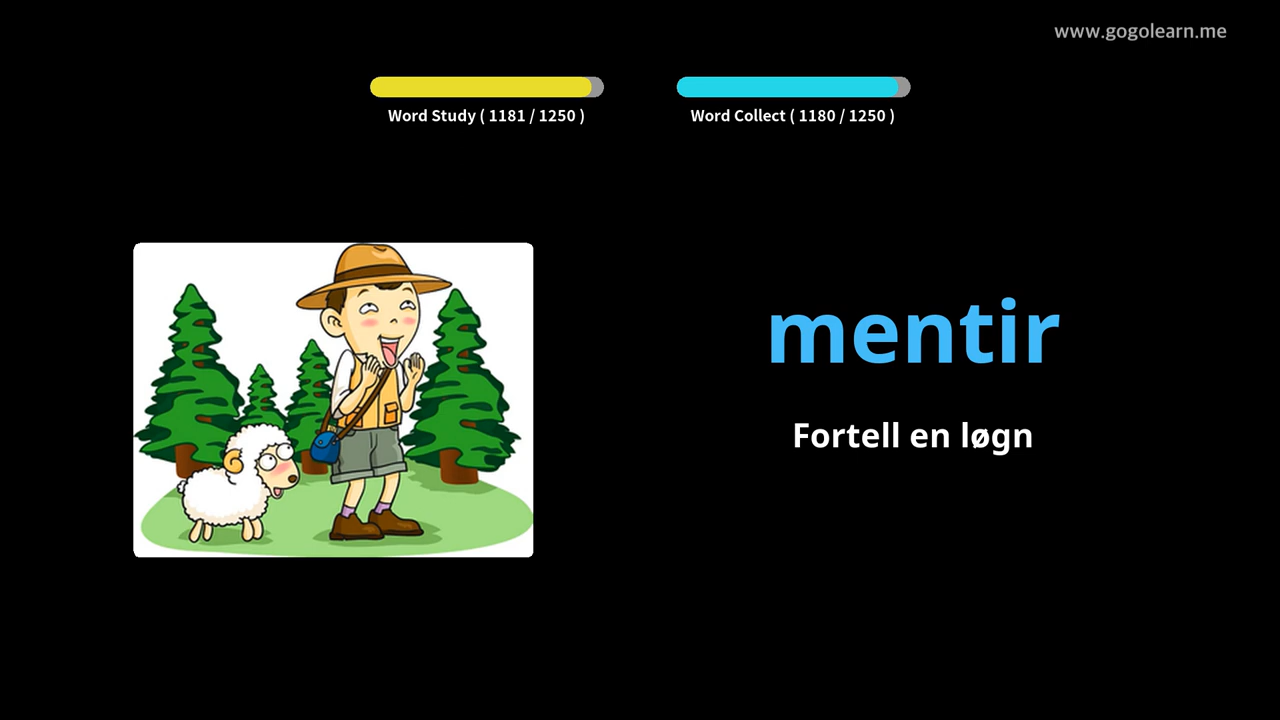 www.gogolearn.me
Word Study ( 1181 / 1250 )
Word Collect ( 1180 / 1250 )
mentir
Fortell en løgn